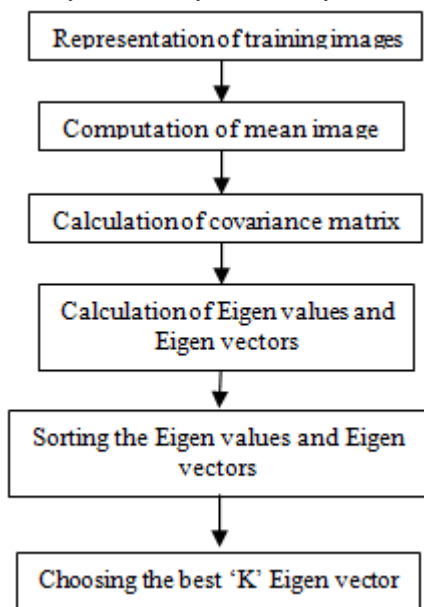 Representation of training images
Computation of mean image
Calculation of covariance matrix
Calculation of Eigen values and
Eigen vectors
Sorting the Eigen values and Eigen
vectors
Choosing the best ‘K’ Eigen vector